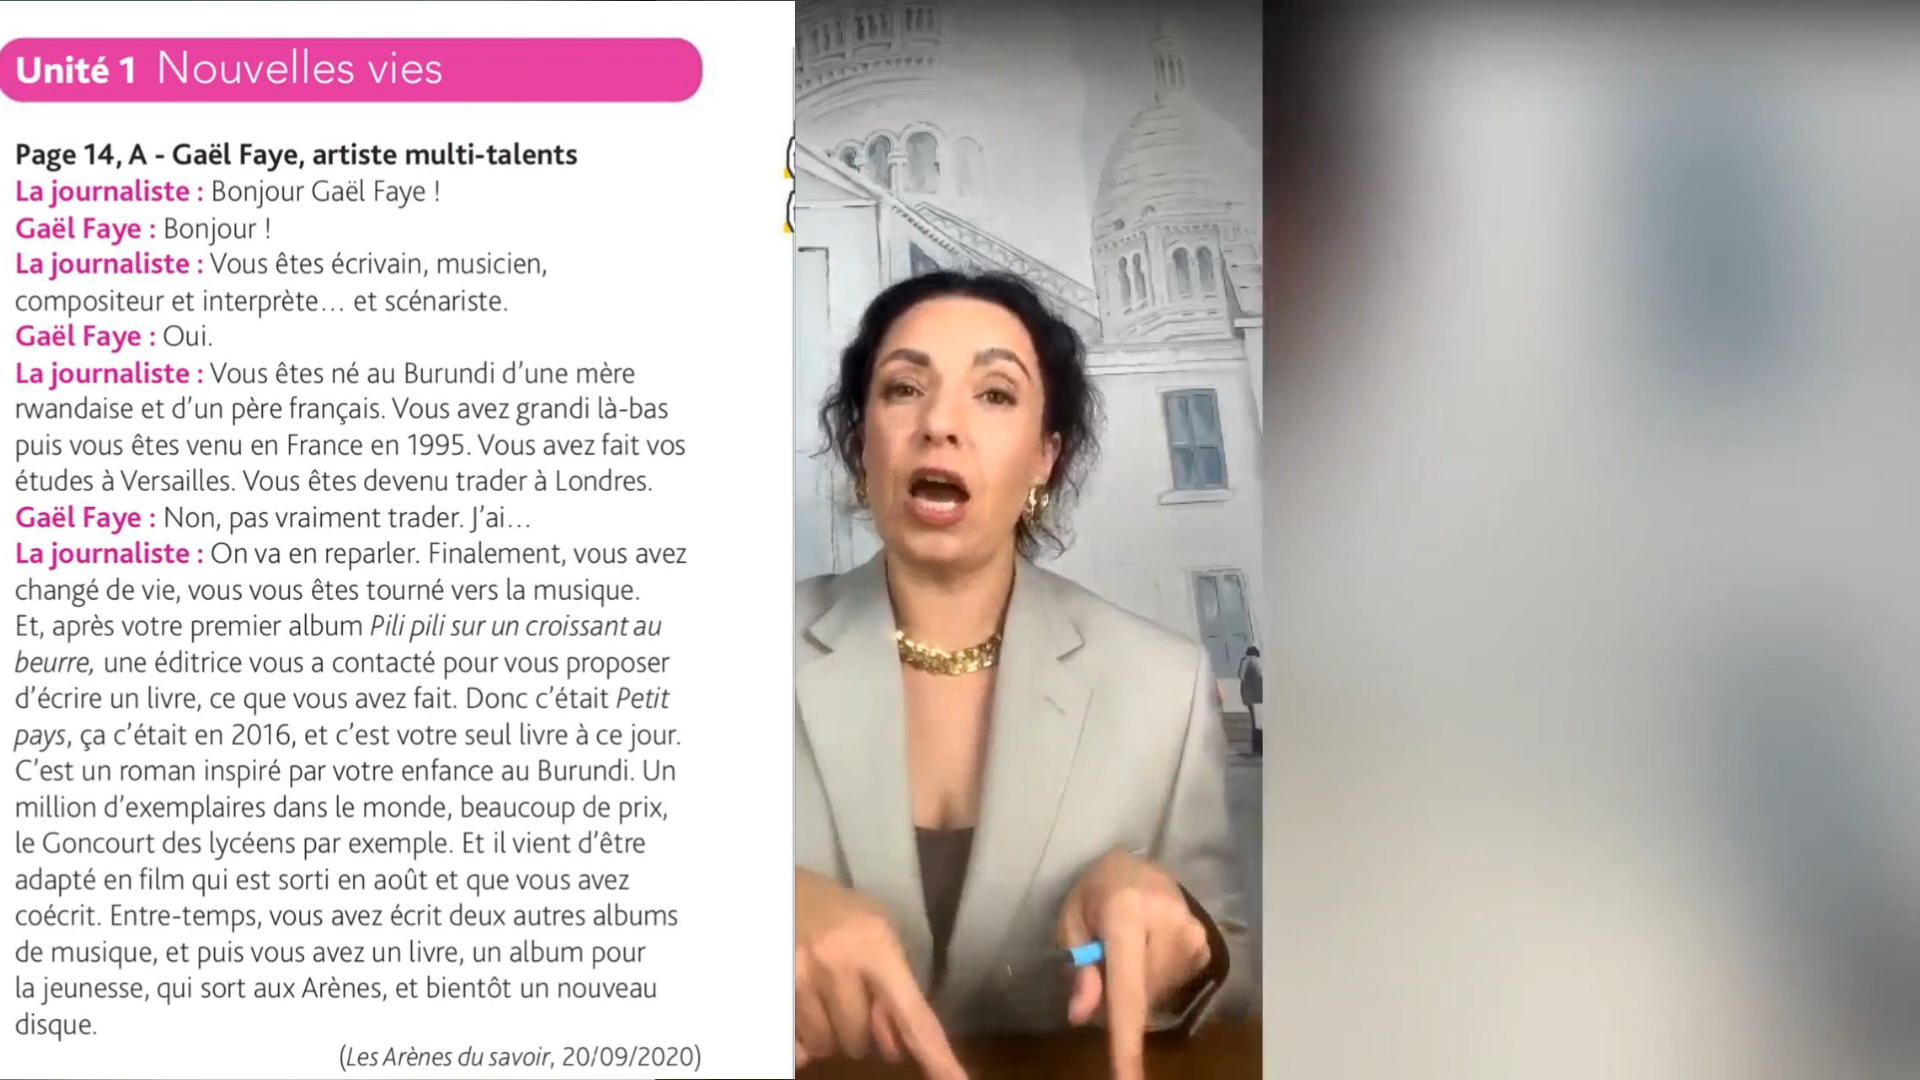 Unité 1 Nouvelles vies
Page 14, A - Gaël Faye, artiste multi-talents
La journaliste : Bonjour Gaël Faye !
Gaël Faye : Bonjour !
La journaliste : Vous êtes écrivain, musicien,
compositeur et interprète… et scénariste.
Gaël Faye : Oui.
La journaliste : Vous êtes né au Burundi d’une mère
rwandaise et d’un père français. Vous avez grandi là-bas
puis vous êtes venu en France en 1995. Vous avez fait vos
études à Versailles. Vous êtes devenu trader à Londres.
Gaël Faye : Non, pas vraiment trader. J’ai…
La journaliste : On va en reparler. Finalement, vous avez
changé de vie, vous vous êtes tourné vers la musique.
Et, après votre premier album Pili pili sur un croissant au
beurre, une éditrice vous a contacté pour vous proposer
d’écrire un livre, ce que vous avez fait. Donc c’était Petit
pays, ça c’était en 2016, et c’est votre seul livre à ce jour.
C’est un roman inspiré par votre enfance au Burundi. Un
million d’exemplaires dans le monde, beaucoup de prix,
le Goncourt des lycéens par exemple. Et il vient d’être
adapté en film qui est sorti en août et que vous avez
coécrit. Entre-temps, vous avez écrit deux autres albums
de musique, et puis vous avez un livre, un album pour
la jeunesse, qui sort aux Arènes, et bientôt un nouveau
disque.
(Les Arènes du savoir, 20/09/2020)